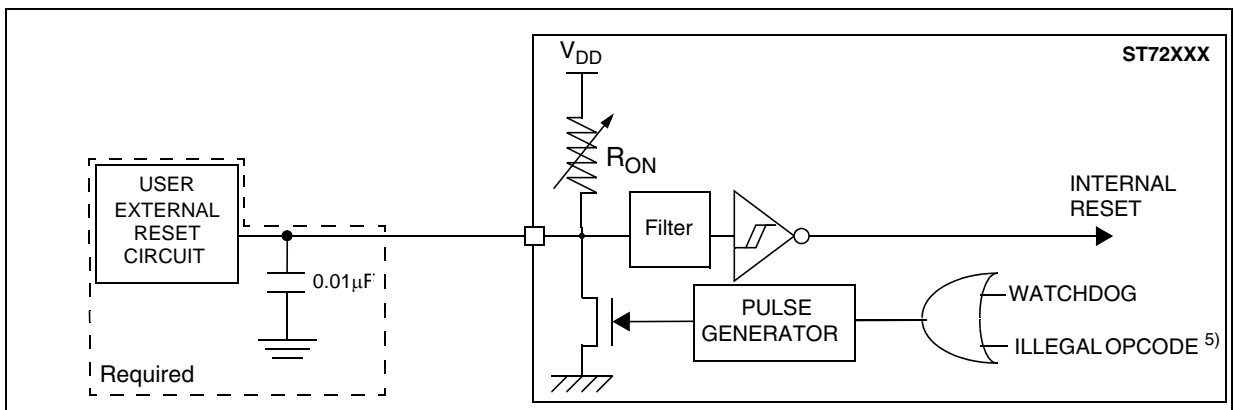 ST72XXX
VDD
RON
USER
EXTERNAL
RESET
CIRCUIT
0.01μF
Required
Filter
INTERNAL
RESET
PULSE
GENERATOR
WATCHDOG
ILLEGAL OPCODE 5)